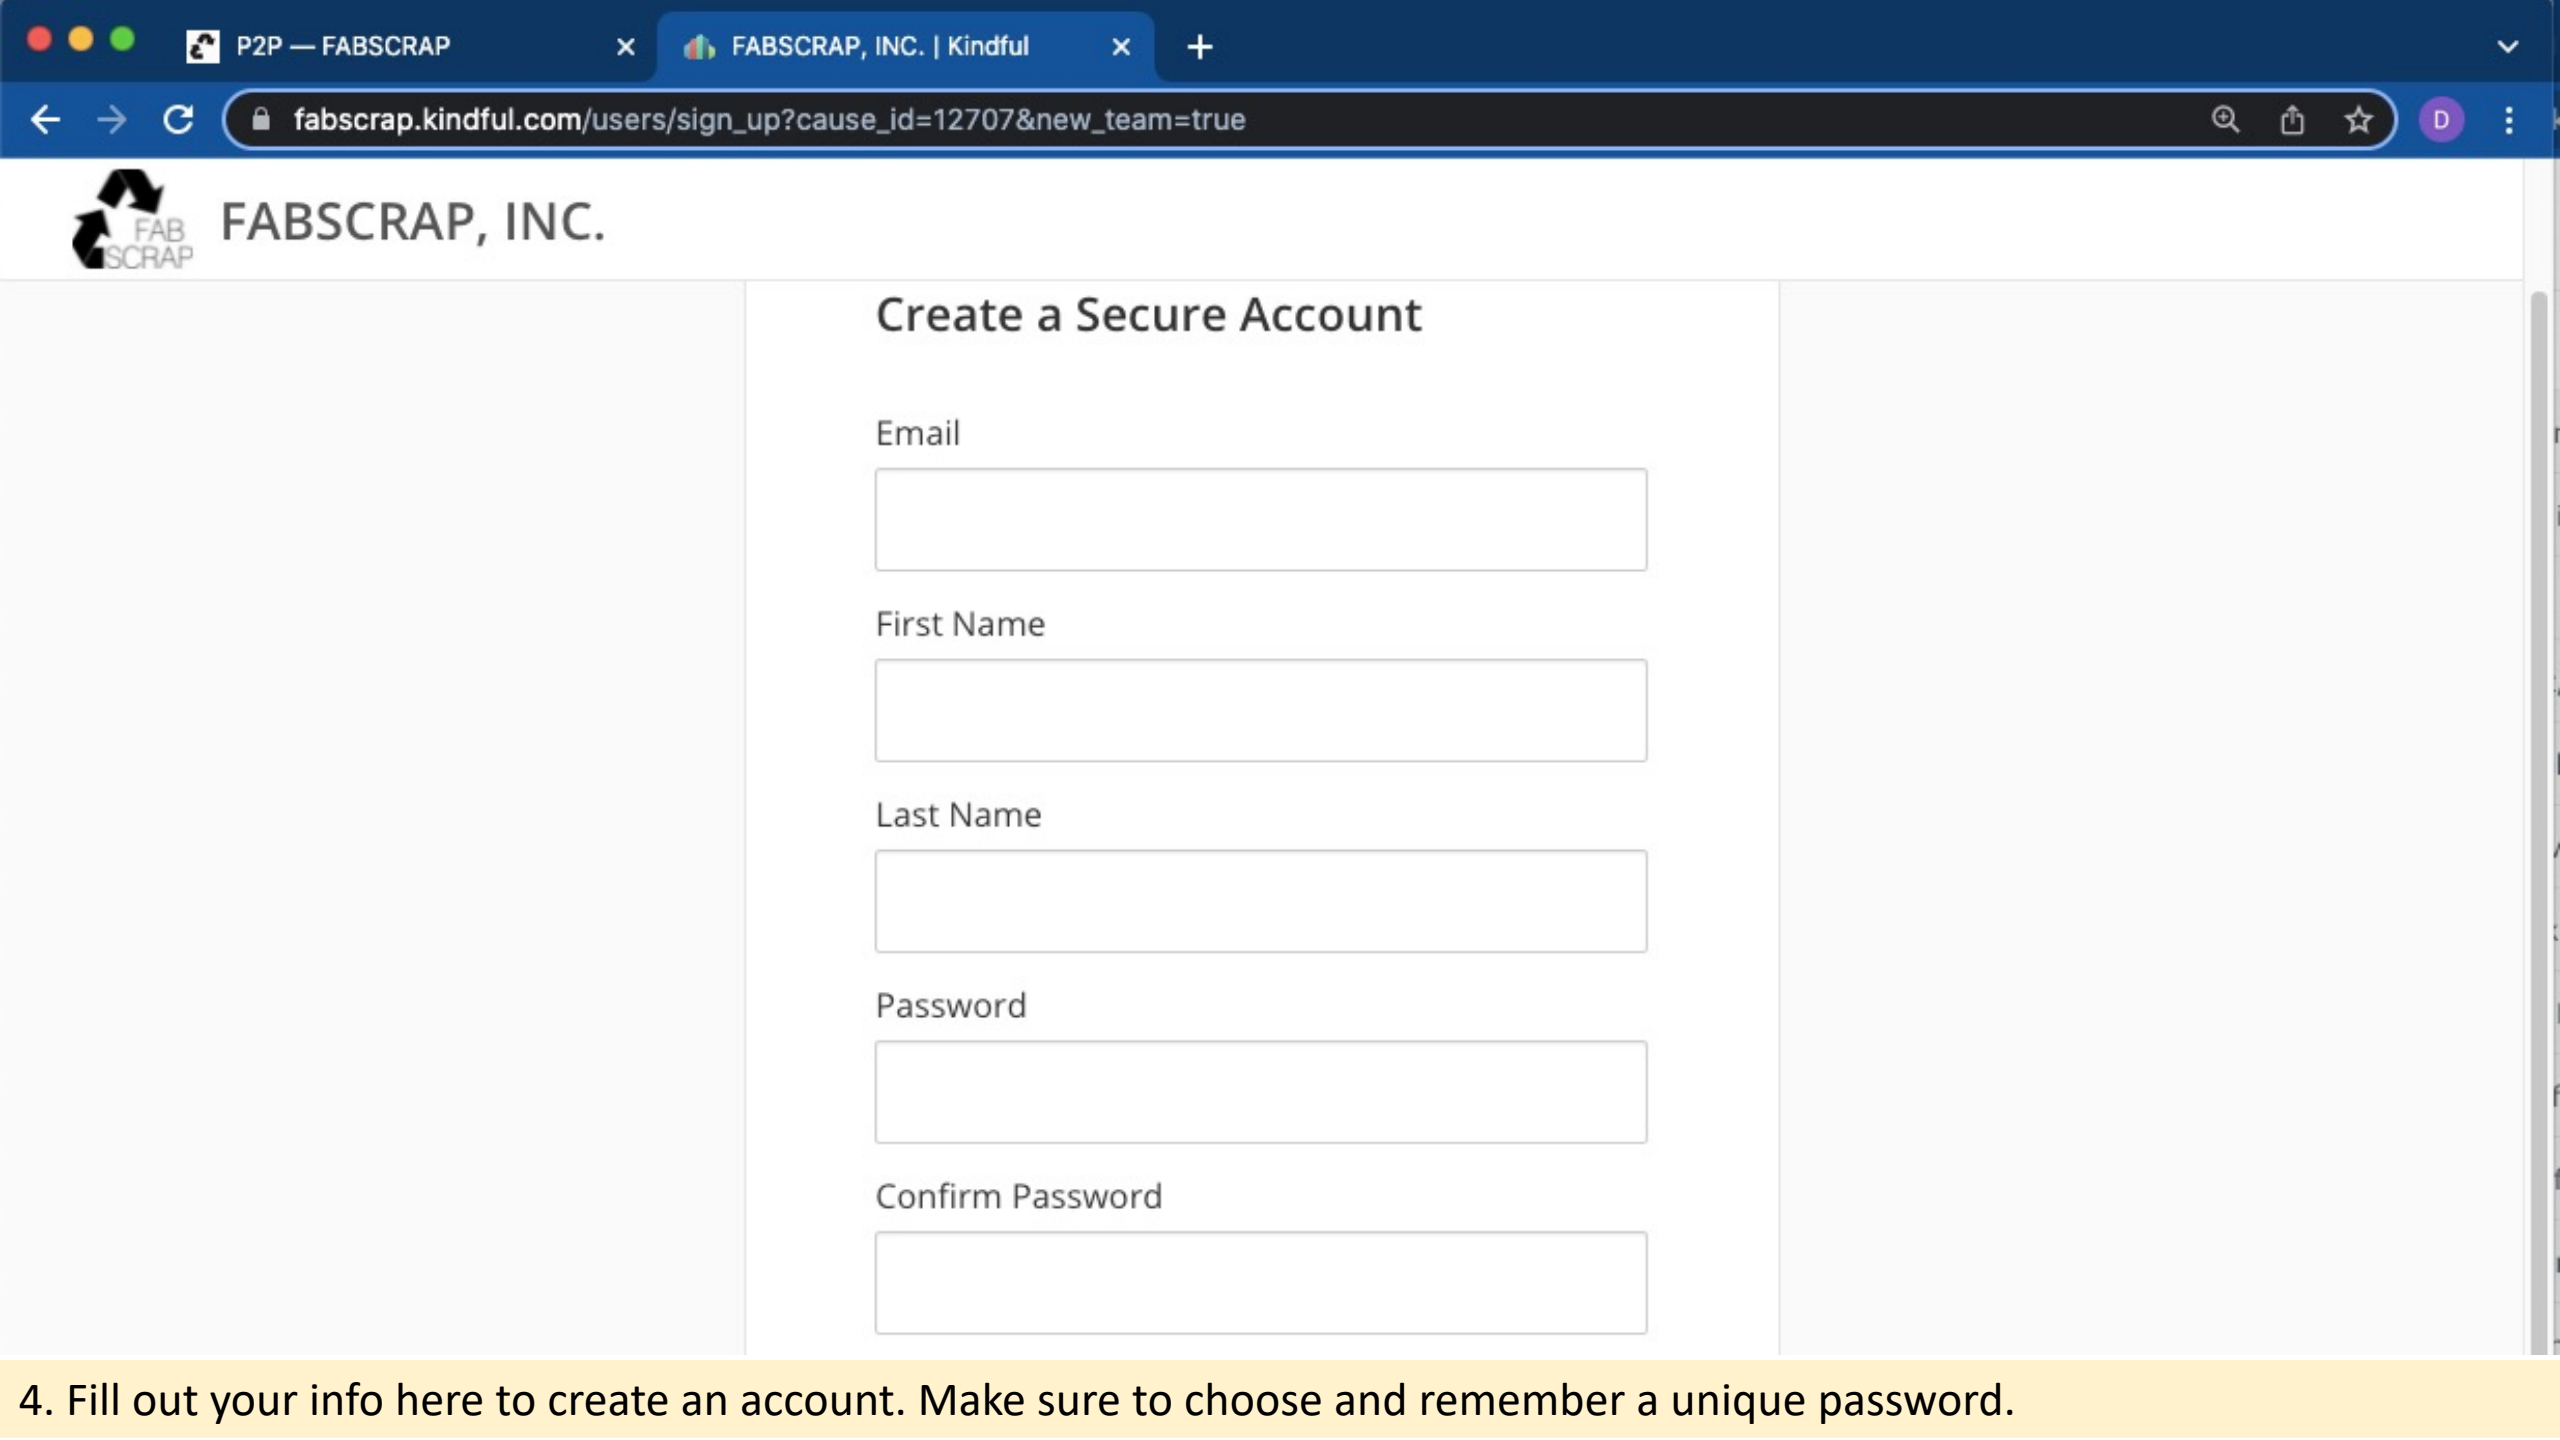 P2P — FABSCRAP
FABSCRAP, INC. | Kindful
fabscrap.kindful.com/users/sign_up?cause_id=12707&new_team=true
D
FAB
SCRAP
FABSCRAP, INC.
Create a Secure Account
Email
First Name
Last Name
Password
Confirm Password
4. Fill out your info here to create an account. Make sure to choose and remember a unique password.